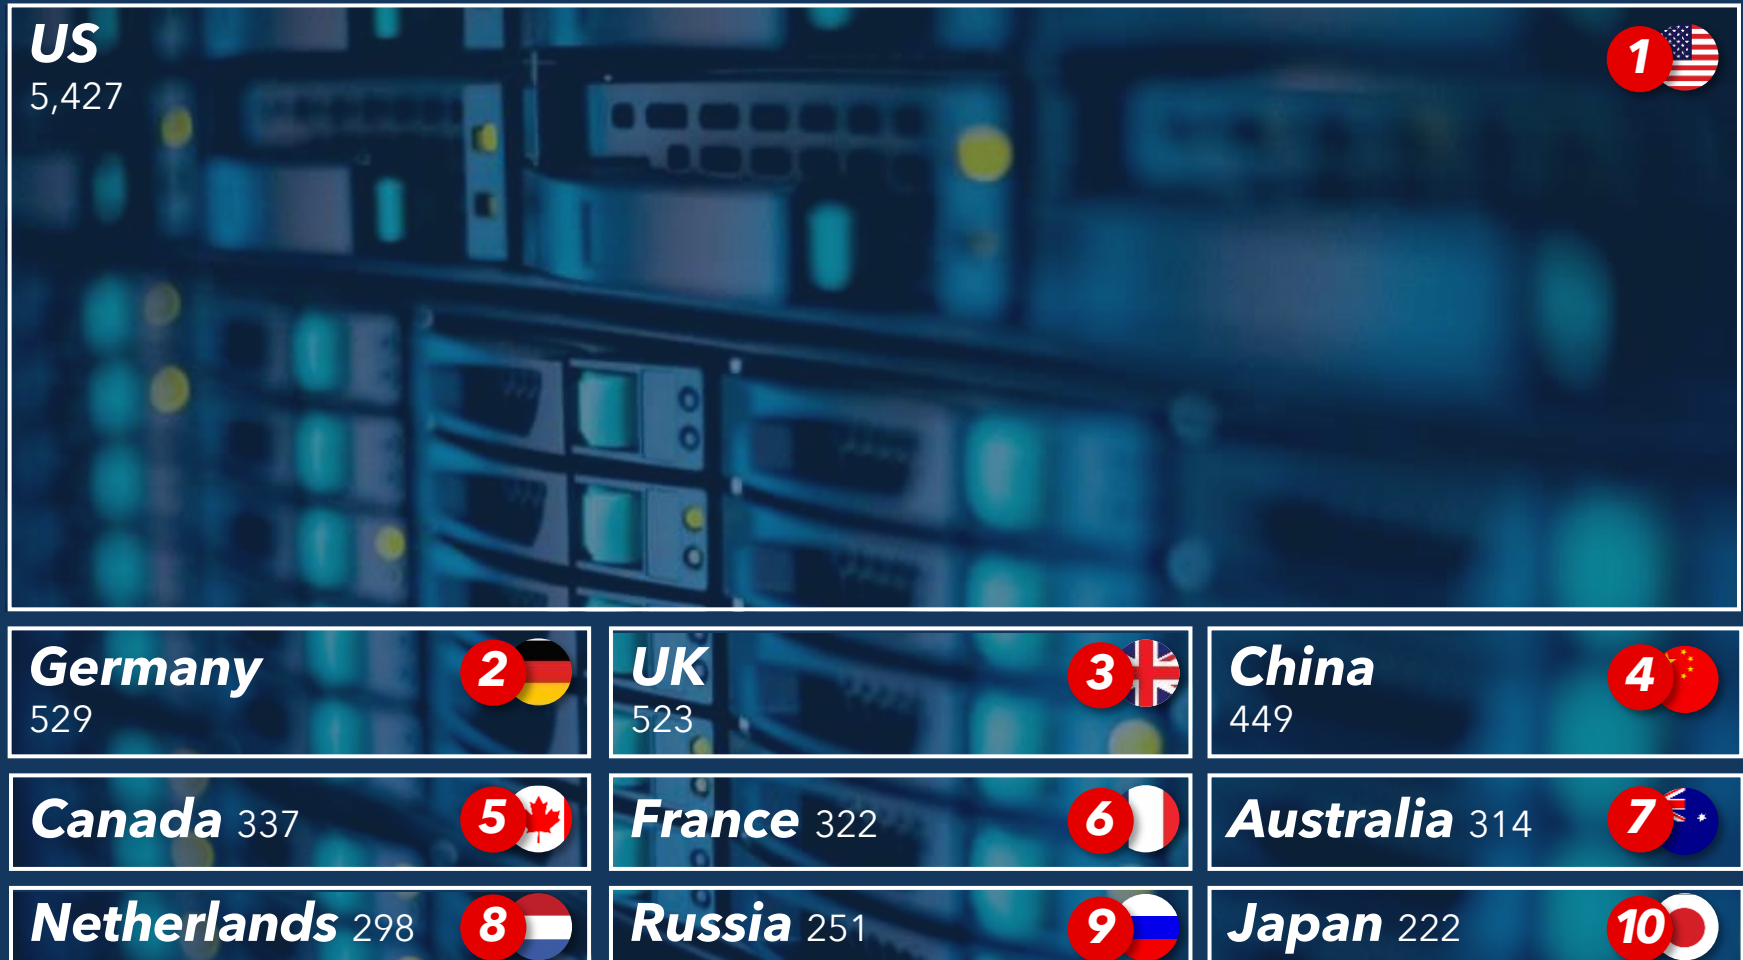 US
5,427
1
Germany
529
2
UK
523
3
China
449
4
Canada 337
5
France 322
6
Australia 314
7
Netherlands 298
8
Russia 251
9
Japan 222
10